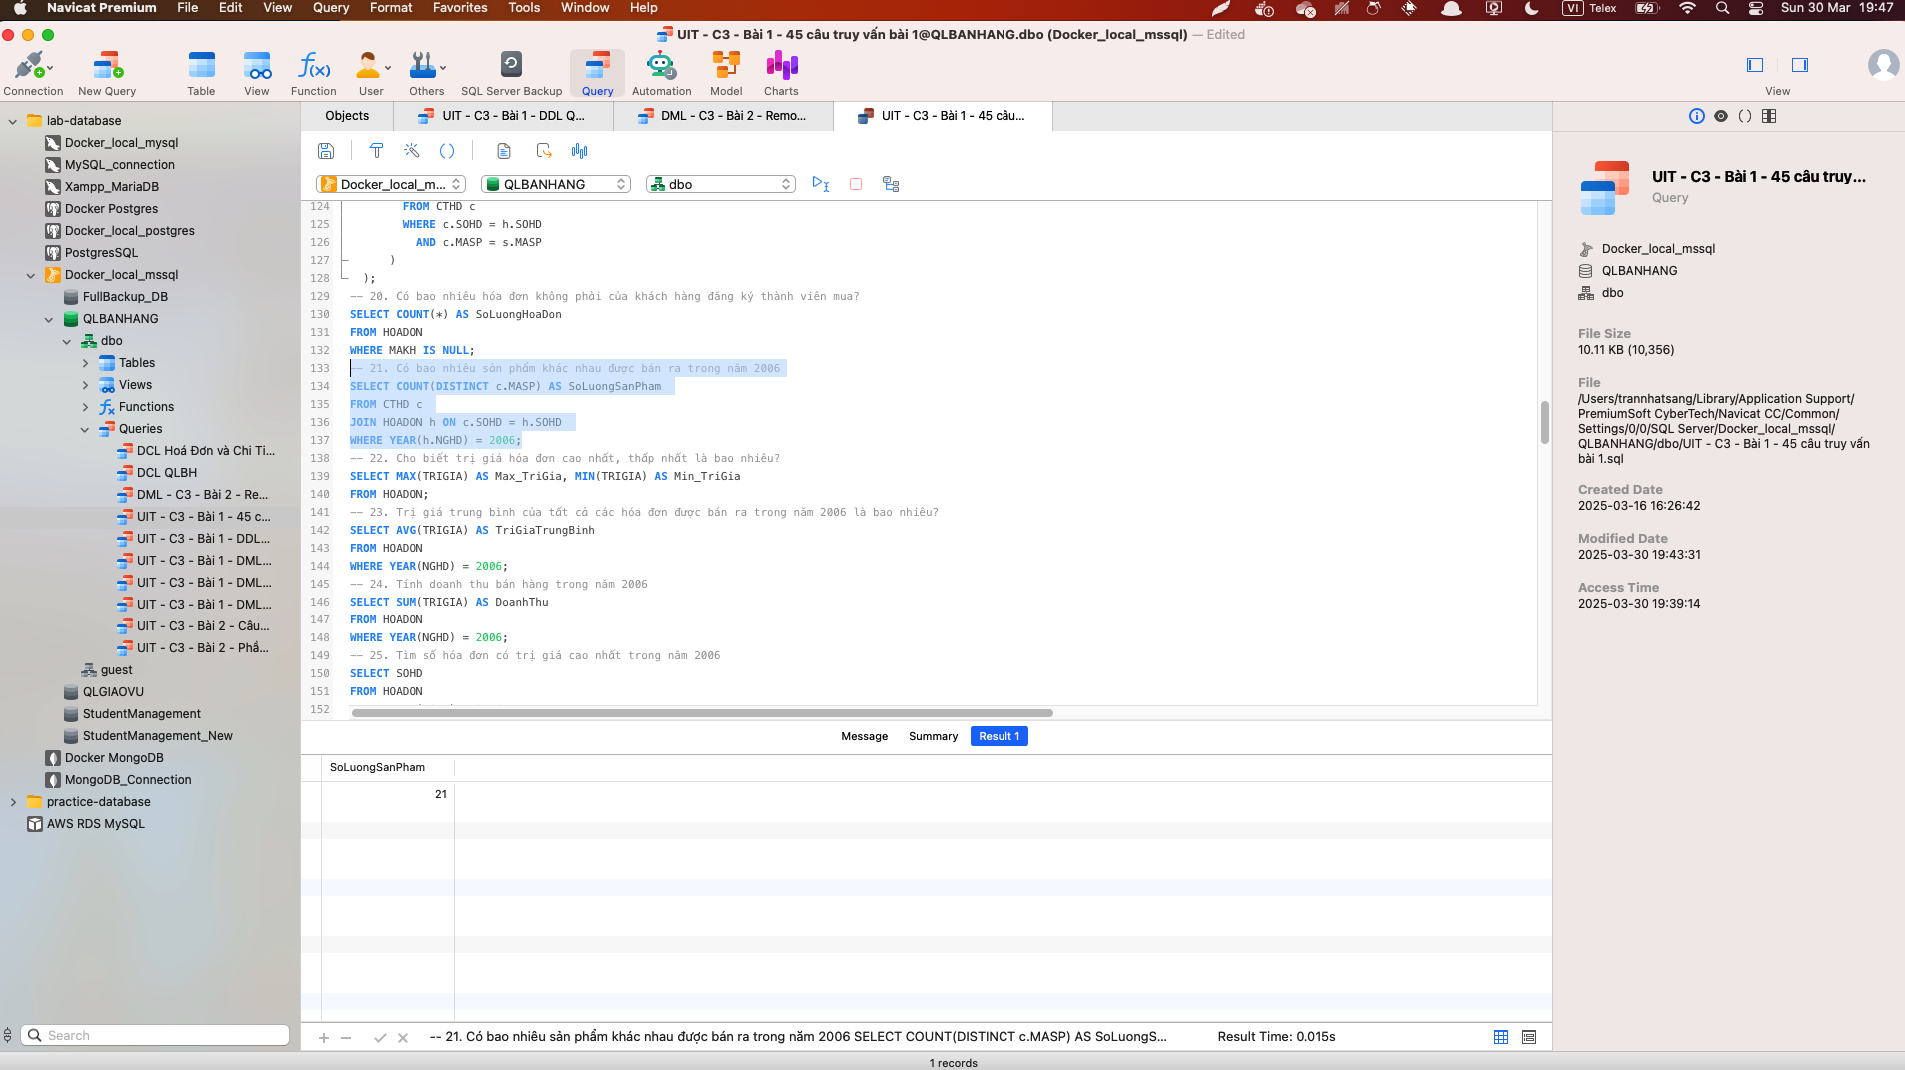 Navicat Premium File Edit View Query Format Favorites Tools Window Help VI Telex Sun 30 Mar 19:47
UIT - C3 - Bài 1 - 45 câu truy vấn bài 1@QLBANHANG.dbo (Docker_local_mssql) — Edited
Connection New Query Table View Function User Others SQL Server Backup Query Automation Model Charts View
lab-database
Docker_local_mysql
MySQL_connection
Xampp_MariaDB
Docker Postgres
Docker_local_postgres
PostgresSQL
Docker_local_mssql
FullBackup_DB
QLBANHANG
dbo
Tables
Views
Functions
Queries
DCL Hoá Đơn và Chi Ti...
DCL QLBH
DML - C3 - Bài 2 - Re...
UIT - C3 - Bài 1 - 45 c...
UIT - C3 - Bài 1 - DDL...
UIT - C3 - Bài 1 - DML...
UIT - C3 - Bài 1 - DML...
UIT - C3 - Bài 1 - DML...
UIT - C3 - Bài 2 - Câu...
UIT - C3 - Bài 2 - Phầ...
guest
QLGIAOVU
StudentManagement
StudentManagement_New
Docker MongoDB
MongoDB_Connection
practice-database
AWS RDS MySQL
Search
Objects UIT - C3 - Bài 1 - DDL Q... DML - C3 - Bài 2 - Remo... UIT - C3 - Bài 1 - 45 câu...
Docker_local_m... QLBANHANG dbo
124 FROM CTHD c
125 WHERE c.SOHD = h.SOHD
126 AND c.MASP = s.MASP
127 )
128 );
129 -- 20. Có bao nhiêu hóa đơn không phải của khách hàng đăng ký thành viên mua?
130 SELECT COUNT(*) AS SoLuongHoaDon
131 FROM HOADON
132 WHERE MAKH IS NULL;
133 -- 21. Có bao nhiêu sản phẩm khác nhau được bán ra trong năm 2006
134 SELECT COUNT(DISTINCT c.MASP) AS SoLuongSanPham
135 FROM CTHD c
136 JOIN HOADON h ON c.SOHD = h.SOHD
137 WHERE YEAR(h.NGHD) = 2006;
138 -- 22. Cho biết trị giá hóa đơn cao nhất, thấp nhất là bao nhiêu?
139 SELECT MAX(TRIGIA) AS Max_TriGia, MIN(TRIGIA) AS Min_TriGia
140 FROM HOADON;
141 -- 23. Trị giá trung bình của tất cả các hóa đơn được bán ra trong năm 2006 là bao nhiêu?
142 SELECT AVG(TRIGIA) AS TriGiaTrungBinh
143 FROM HOADON
144 WHERE YEAR(NGHD) = 2006;
145 -- 24. Tính doanh thu bán hàng trong năm 2006
146 SELECT SUM(TRIGIA) AS DoanhThu
147 FROM HOADON
148 WHERE YEAR(NGHD) = 2006;
149 -- 25. Tìm số hóa đơn có trị giá cao nhất trong năm 2006
150 SELECT SOHD
151 FROM HOADON
152
Message Summary Result 1
SoLuongSanPham
21
-- 21. Có bao nhiêu sản phẩm khác nhau được bán ra trong năm 2006 SELECT COUNT(DISTINCT c.MASP) AS SoLuongS... Result Time: 0.015s
1 records
UIT - C3 - Bài 1 - 45 câu truy...
Query
Docker_local_mssql
QLBANHANG
dbo
File Size
10.11 KB (10,356)
File
/Users/trannhatsang/Library/Application Support/
PremiumSoft CyberTech/Navicat CC/Common/
Settings/0/0/SQL Server/Docker_local_mssql/
QLBANHANG/dbo/UIT - C3 - Bài 1 - 45 câu truy vấn
bài 1.sql
Created Date
2025-03-16 16:26:42
Modified Date
2025-03-30 19:43:31
Access Time
2025-03-30 19:39:14